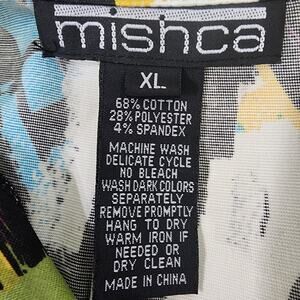 mishca
XL
68% COTTON
28% POLYESTER
4% SPANDEX
MACHINE WASH
DELICATE CYCLE
NO BLEACH
WASH DARK COLORS
SEPARATELY
REMOVE PROMPTLY
HANG TO DRY
WARM IRON IF
NEEDED OR
DRY CLEAN
MADE IN CHINA